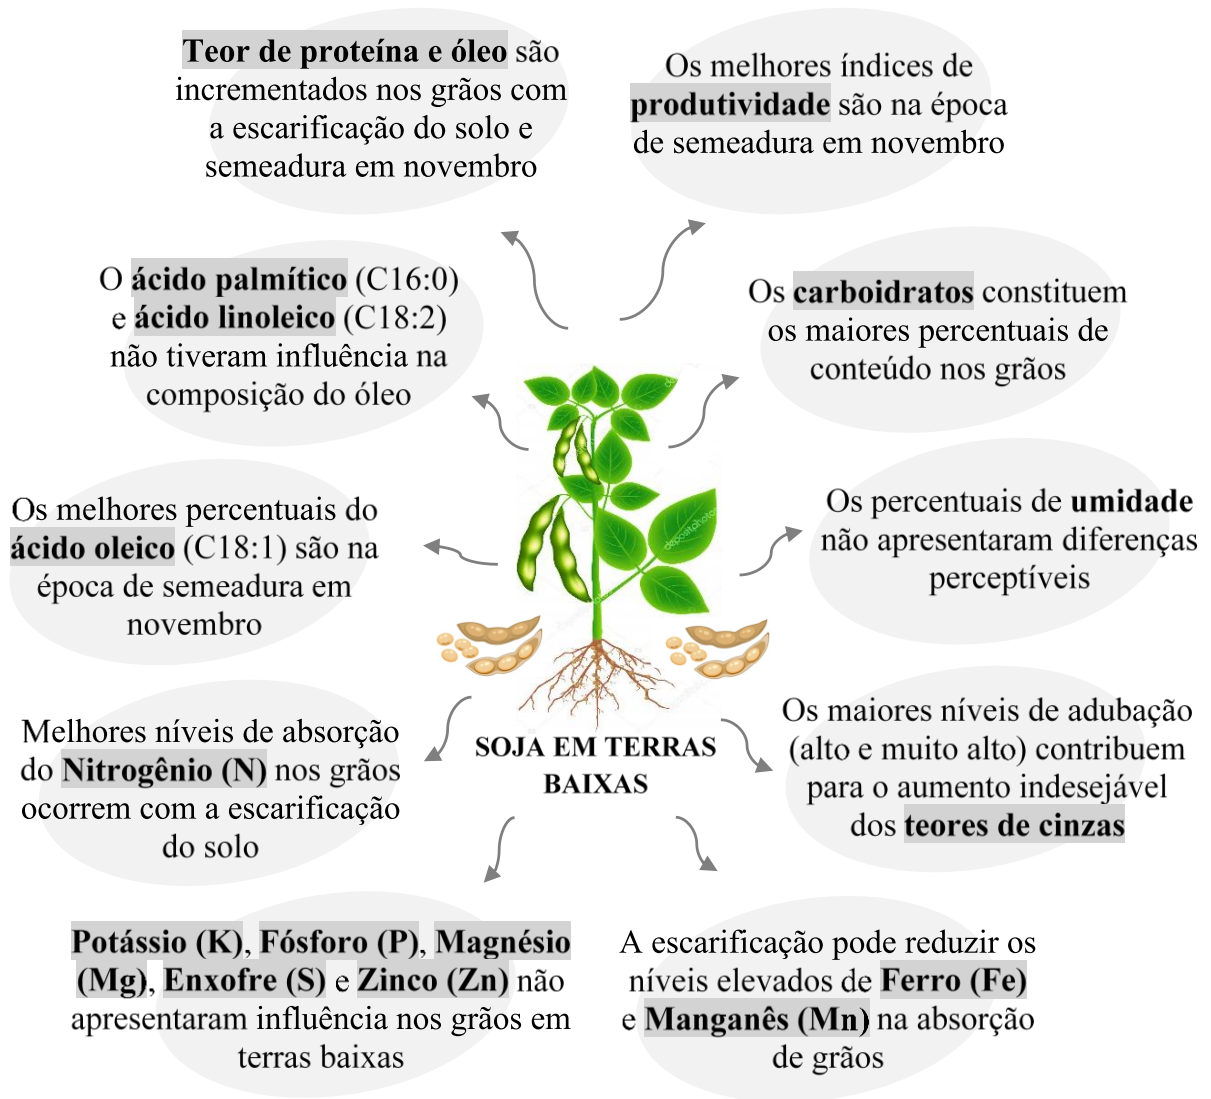 Teor de proteína e óleo são
incrementados nos grãos com
a escarificação do solo e
semeadura em novembro
Os melhores índices de
produtividade são na época
de semeadura em novembro
O ácido palmítico (C16:0)
e ácido linoleico (C18:2)
não tiveram influência na
composição do óleo
Os carboidratos constituem
os maiores percentuais de
conteúdo nos grãos
Os melhores percentuais do
ácido oleico (C18:1) são na
época de semeadura em
novembro
Os percentuais de umidade
não apresentaram diferenças
perceptíveis
Melhores níveis de absorção
do Nitrogênio (N) nos grãos
ocorrem com a escarificação
do solo
SOJA EM TERRAS
BAIXAS
Os maiores níveis de adubação
(alto e muito alto) contribuem
para o aumento indesejável
dos teores de cinzas
Potássio (K), Fósforo (P), Magnésio
(Mg), Enxofre (S) e Zinco (Zn) não
apresentaram influência nos grãos em
terras baixas
A escarificação pode reduzir os
níveis elevados de Ferro (Fe)
e Manganês (Mn) na absorção
de grãos
depositphotos